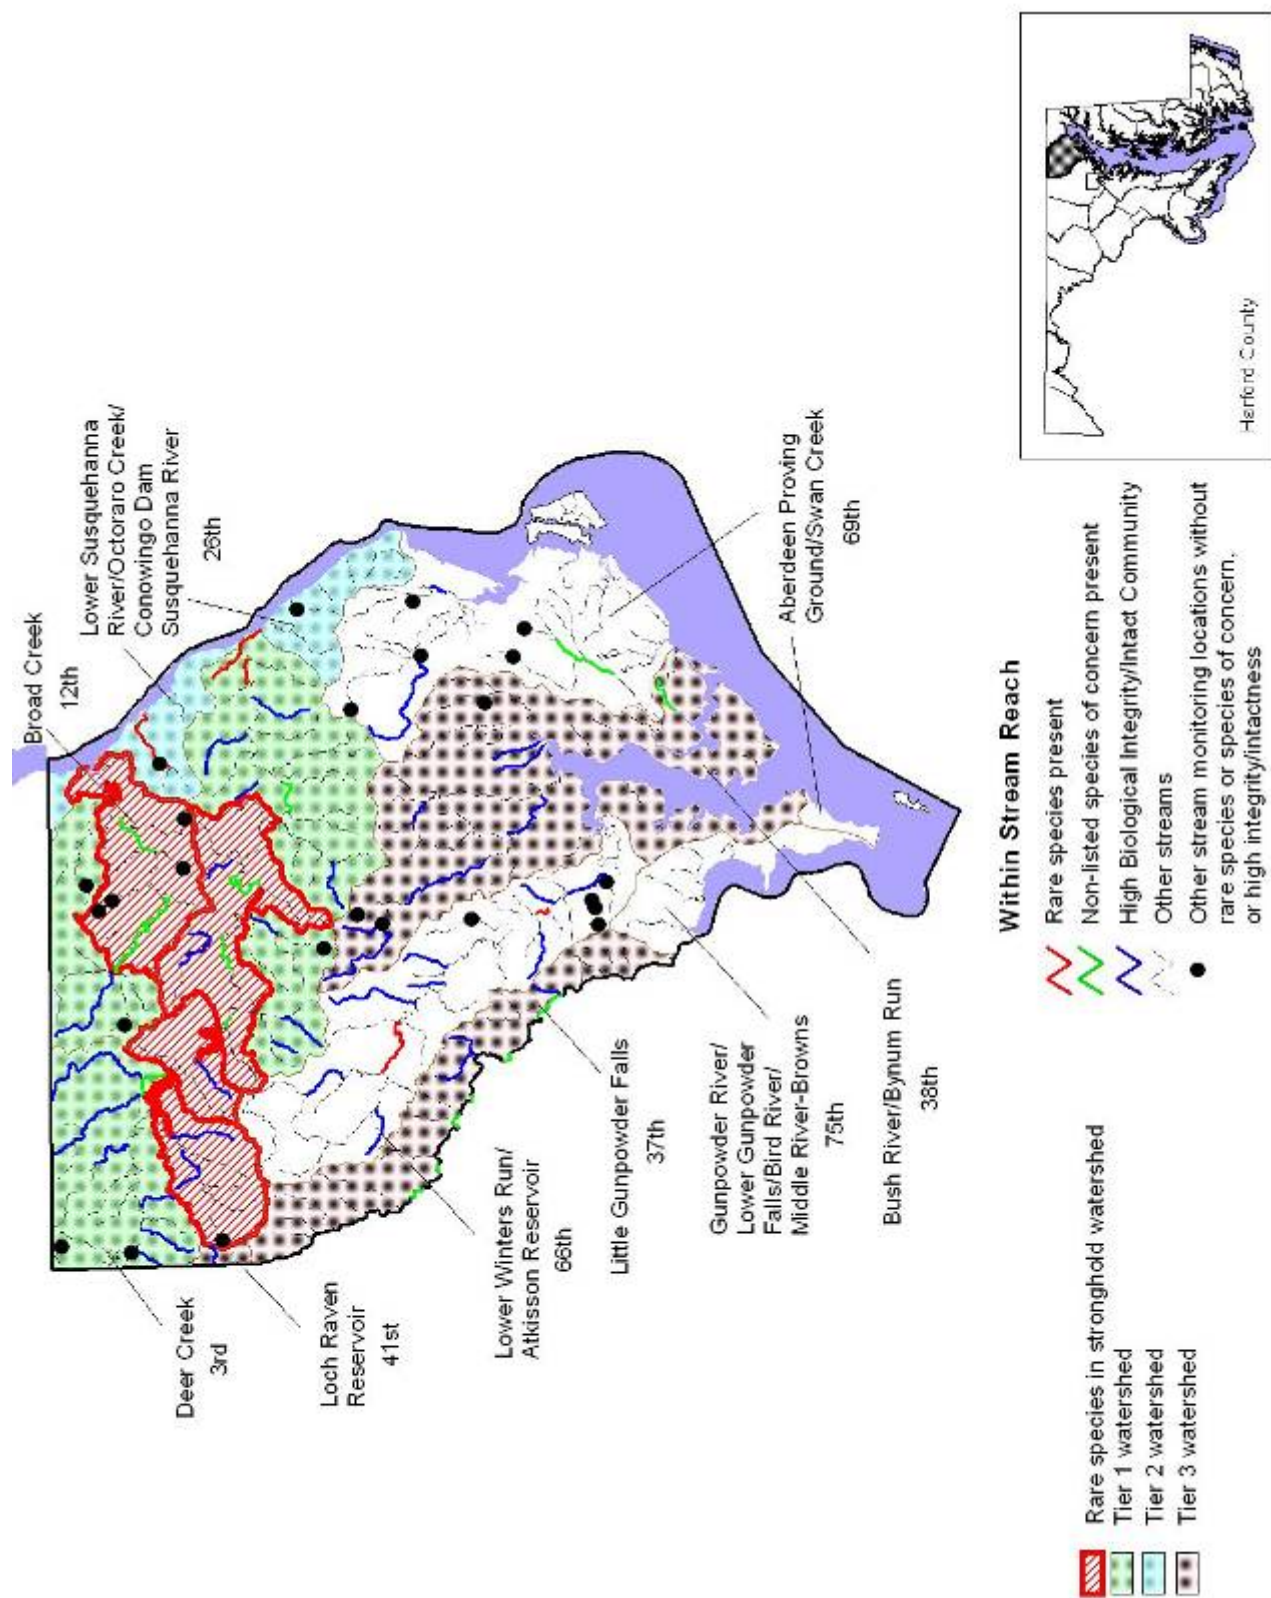 Broad Creek
12th
Lower Susquehanna
River/Octoraro Creek/
Conowingo Dam
Susquehanna River
26th
Deer Creek
3rd
Loch Raven
Reservoir
41st
Lower Winters Run/
Atkisson Reservoir
66th
Little Gunpowder Falls
37th
Gunpowder River/
Lower Gunpowder
Falls/Bird River/
Middle River-Browns
75th
Bush River/Bynum Run
38th
Aberdeen Proving
Ground/Swan Creek
69th
Rare species in stronghold watershed
Tier 1 watershed
Tier 2 watershed
Tier 3 watershed
Within Stream Reach
Rare species present
Non-listed species of concern present
High Biological Integrity/Intact Community
Other streams
Other stream monitoring locations without
rare species or species of concern,
or high integrity/intactness
Harford County